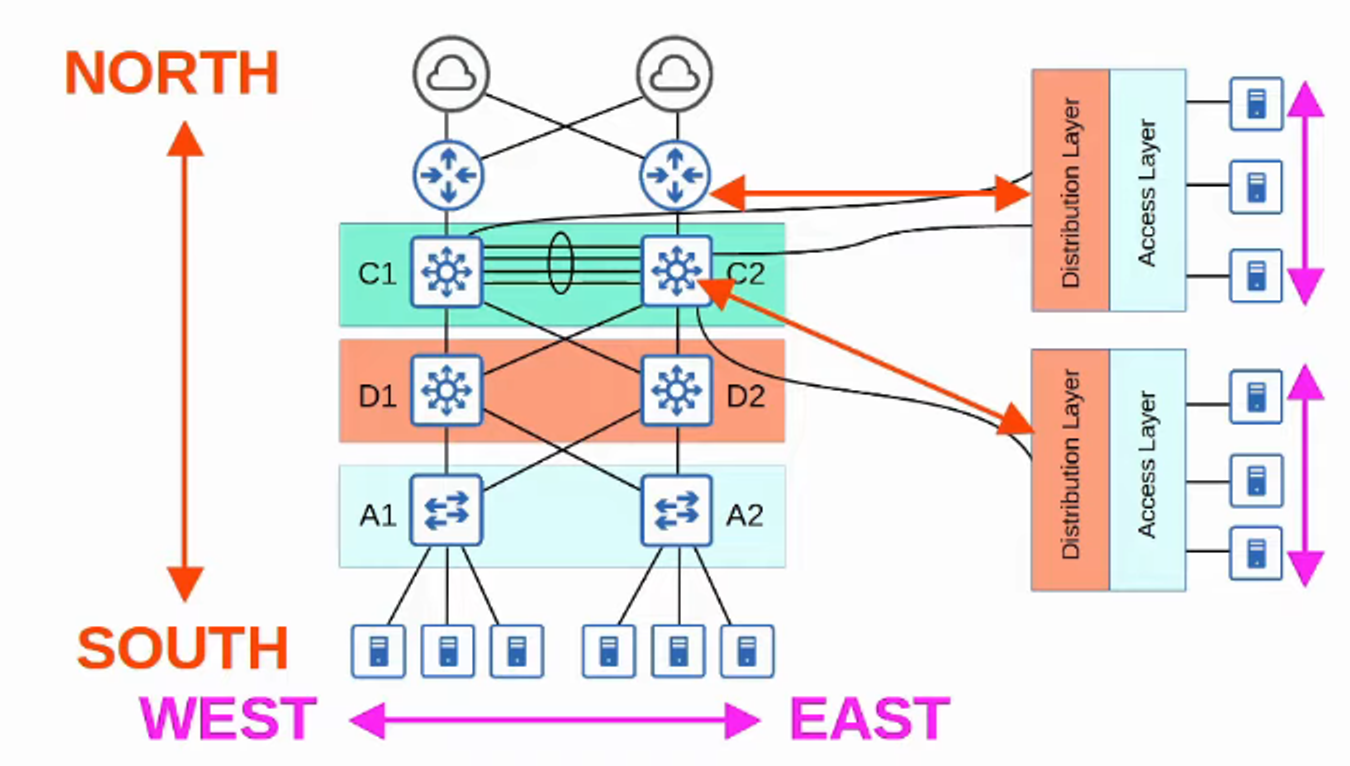 NORTH
C1
C2
D1
D2
A1
A2
SOUTH
WEST
EAST
Distribution Layer
Access Layer
Distribution Layer
Access Layer